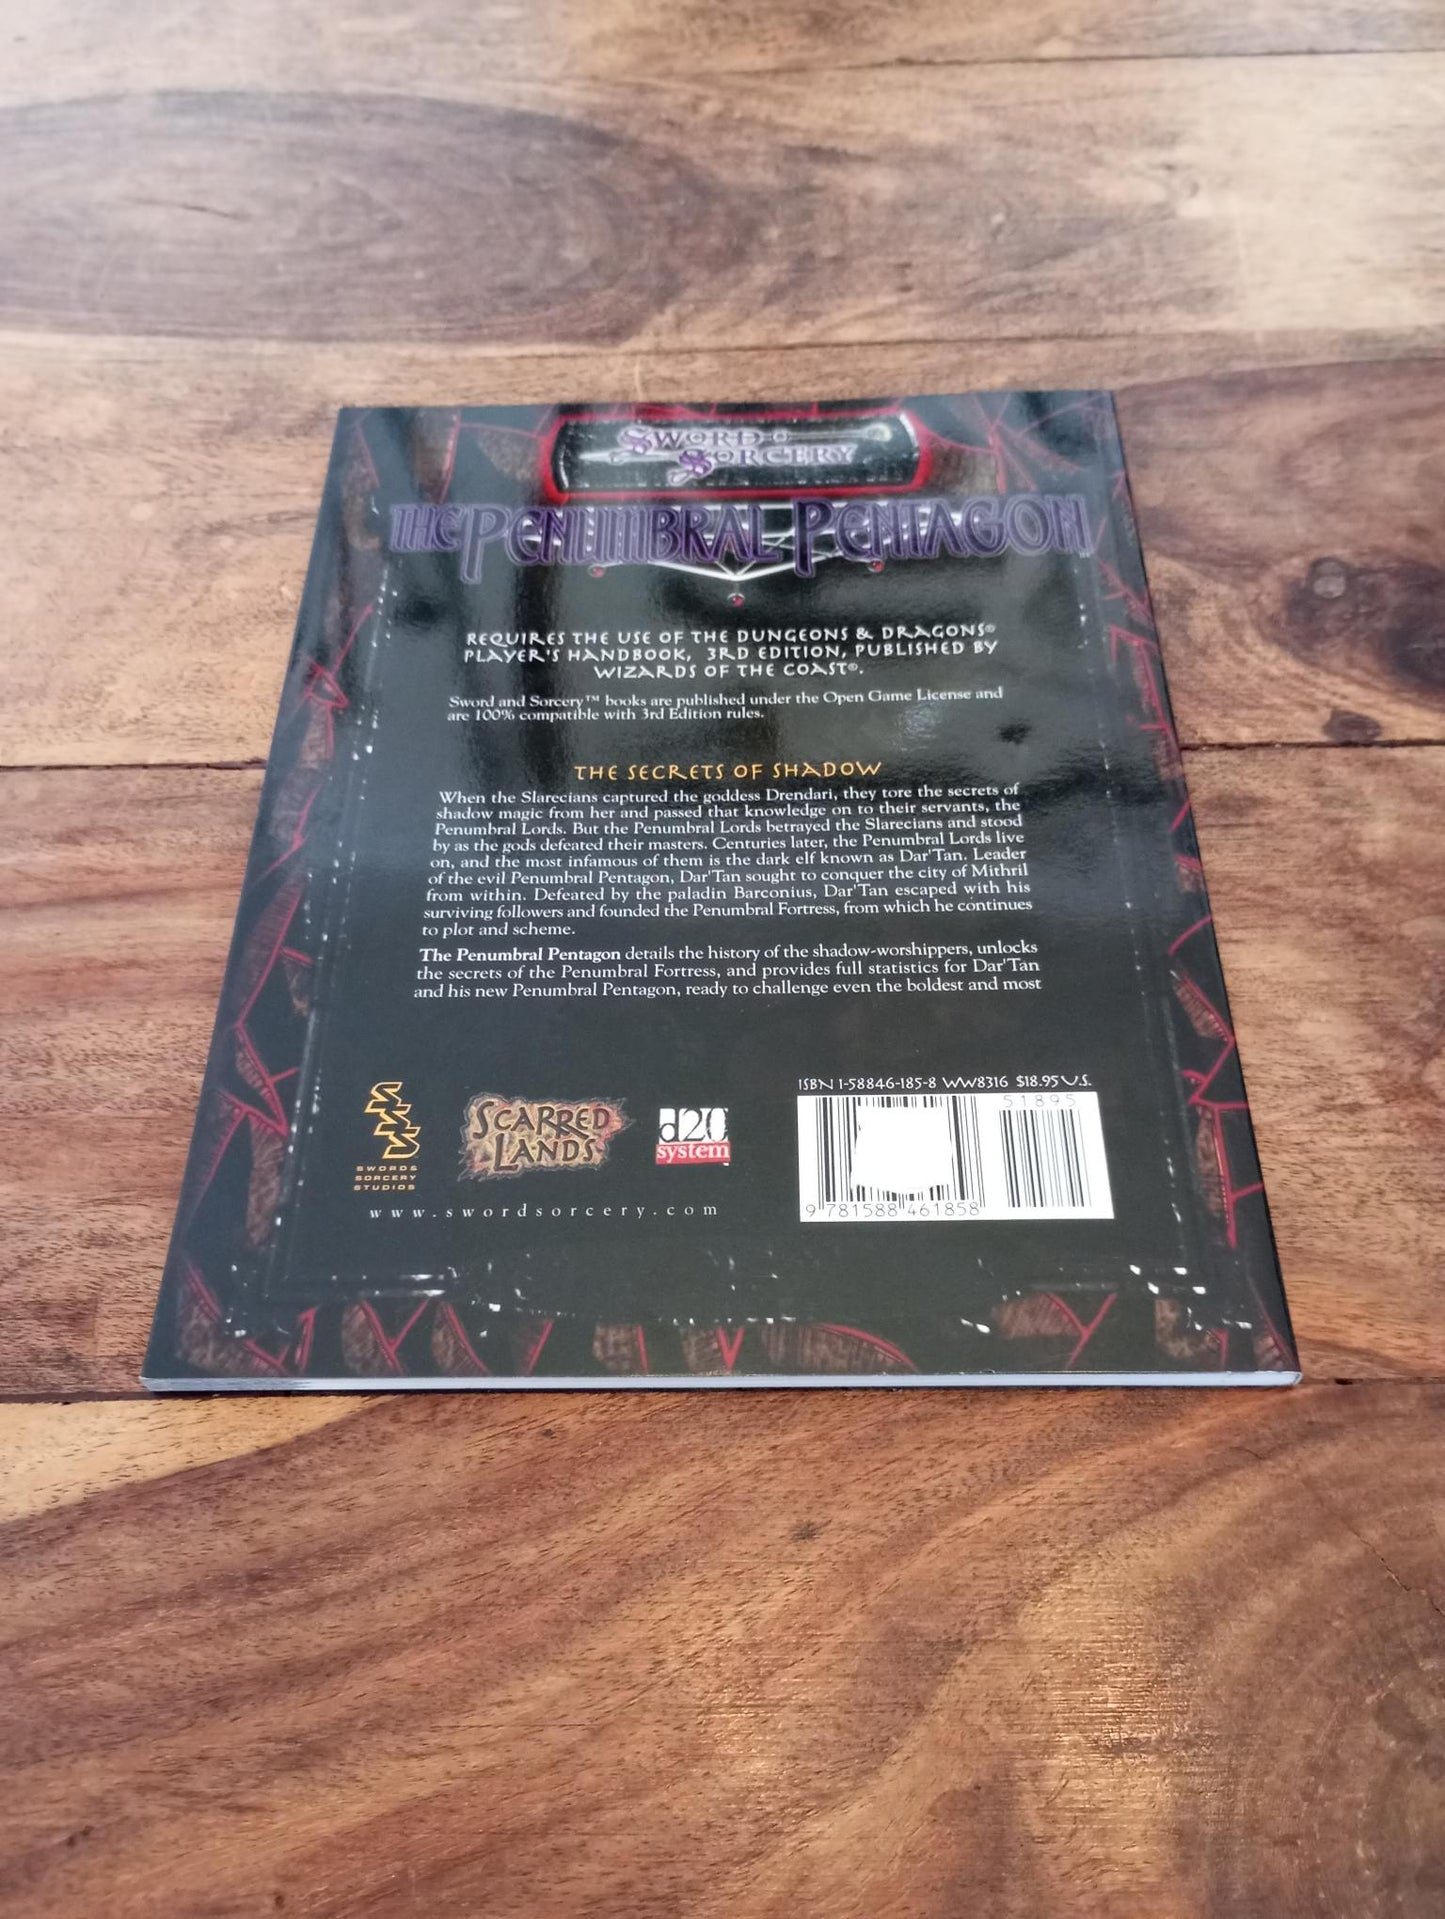 SWORD & SORCERY
THE PENUMBRAL PENTAGON™
REQUIRES THE USE OF THE DUNGEONS & DRAGONS®
PLAYER'S HANDBOOK, 3RD EDITION, PUBLISHED BY
WIZARDS OF THE COAST®.
Sword and Sorcery™ books are published under the Open Game License and
are 100% compatible with 3rd Edition rules.
THE SECRETS OF SHADOW
When the Slarecians captured the goddess Drendari, they tore the secrets of
shadow magic from her and passed that knowledge on to their servants, the
Penumbral Lords. But the Penumbral Lords betrayed the Slarecians and stood
by as the gods defeated their masters. Centuries later, the Penumbral Lords live
on, and the most infamous of them is the dark elf known as Dar'Tan. Leader
of the evil Penumbral Pentagon, Dar'Tan sought to conquer the city of Mithril
from within. Defeated by the paladin Barconius, Dar'Tan escaped with his
surviving followers and founded the Penumbral Fortress, from which he continues
to plot and scheme.
The Penumbral Pentagon details the history of the shadow-worshippers, unlocks
the secrets of the Penumbral Fortress, and provides full statistics for Dar'Tan
and his new Penumbral Pentagon, ready to challenge even the boldest and most
ISBN 1-58846-185-8 WW8316 $18.95 U.S.
51895
9 781588 461858
SWORD &
SORCERY
STUDIOS
SCARRED
LANDS
d20
system
www.swordsorcery.com